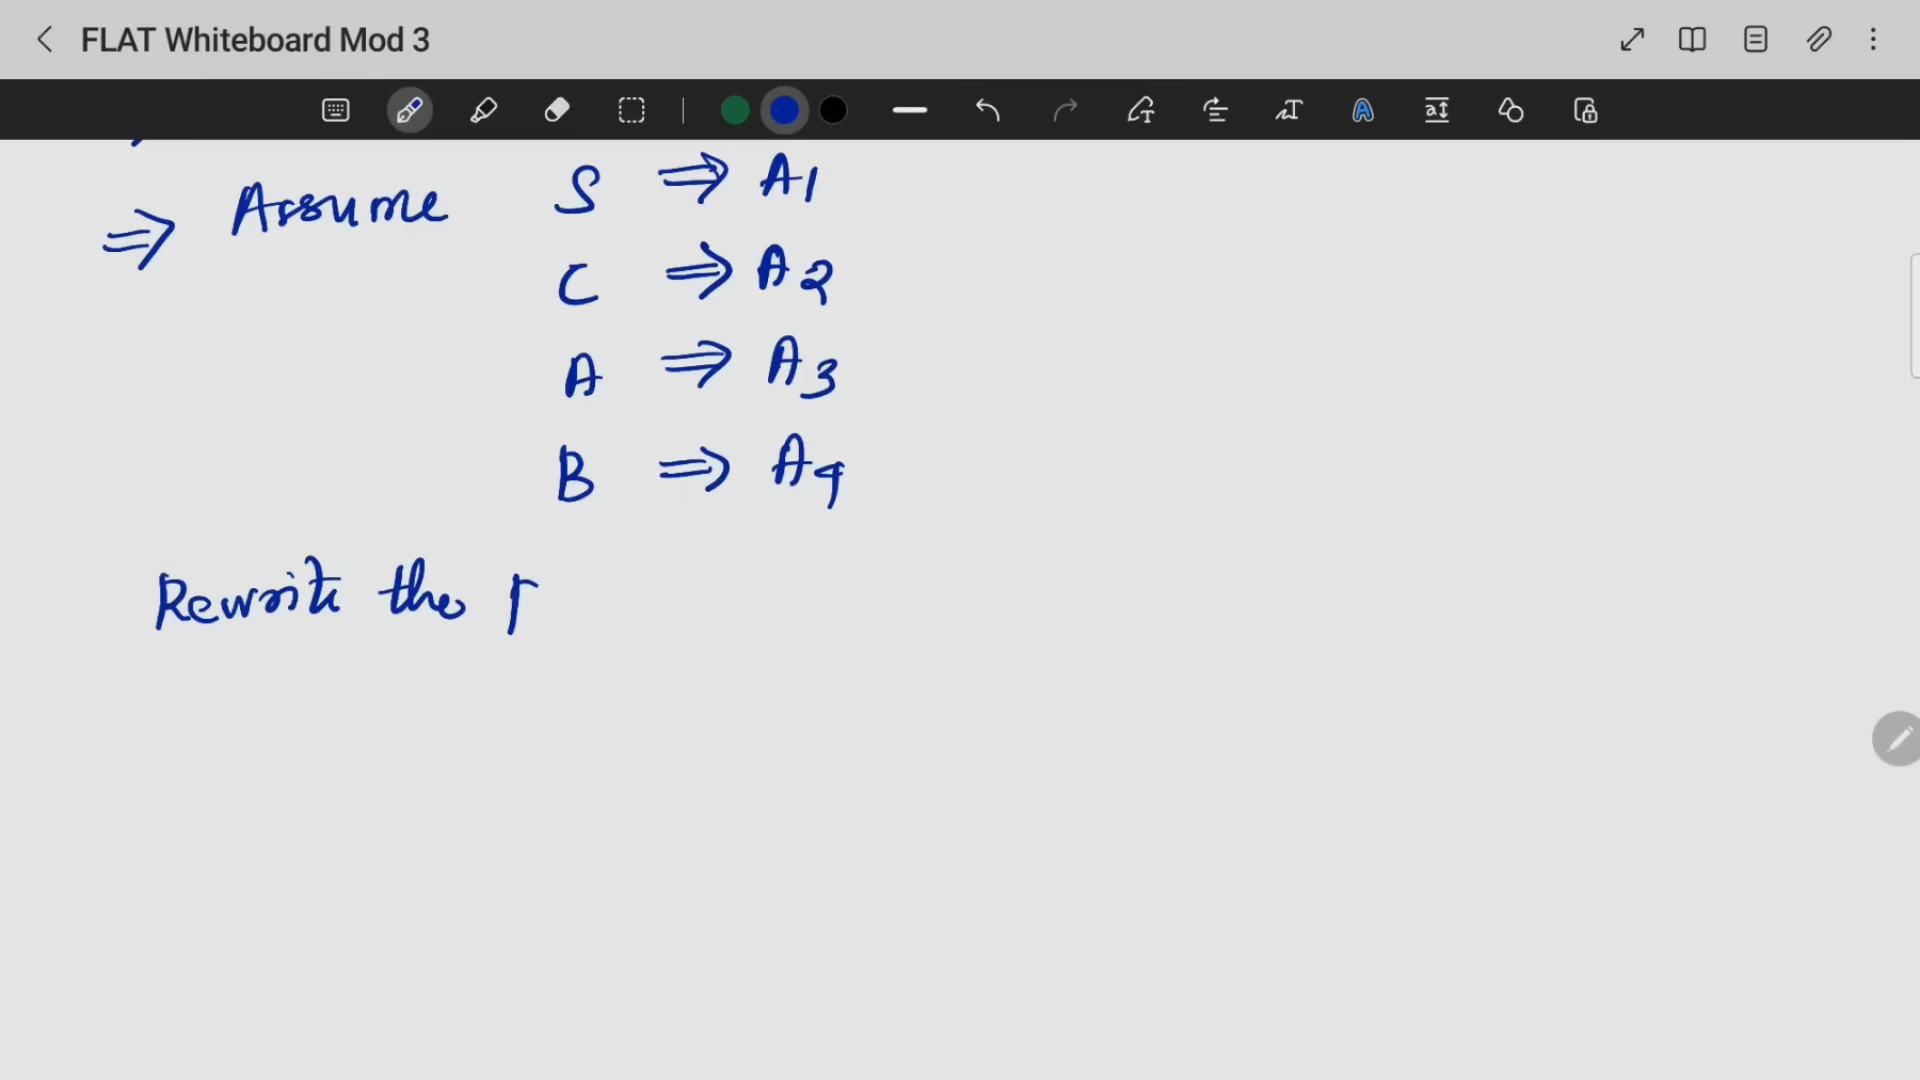 FLAT Whiteboard Mod 3
Assume S ⇒ A1
⇒
C ⇒ A2
A ⇒ A3
B ⇒ A4
Rewrite the